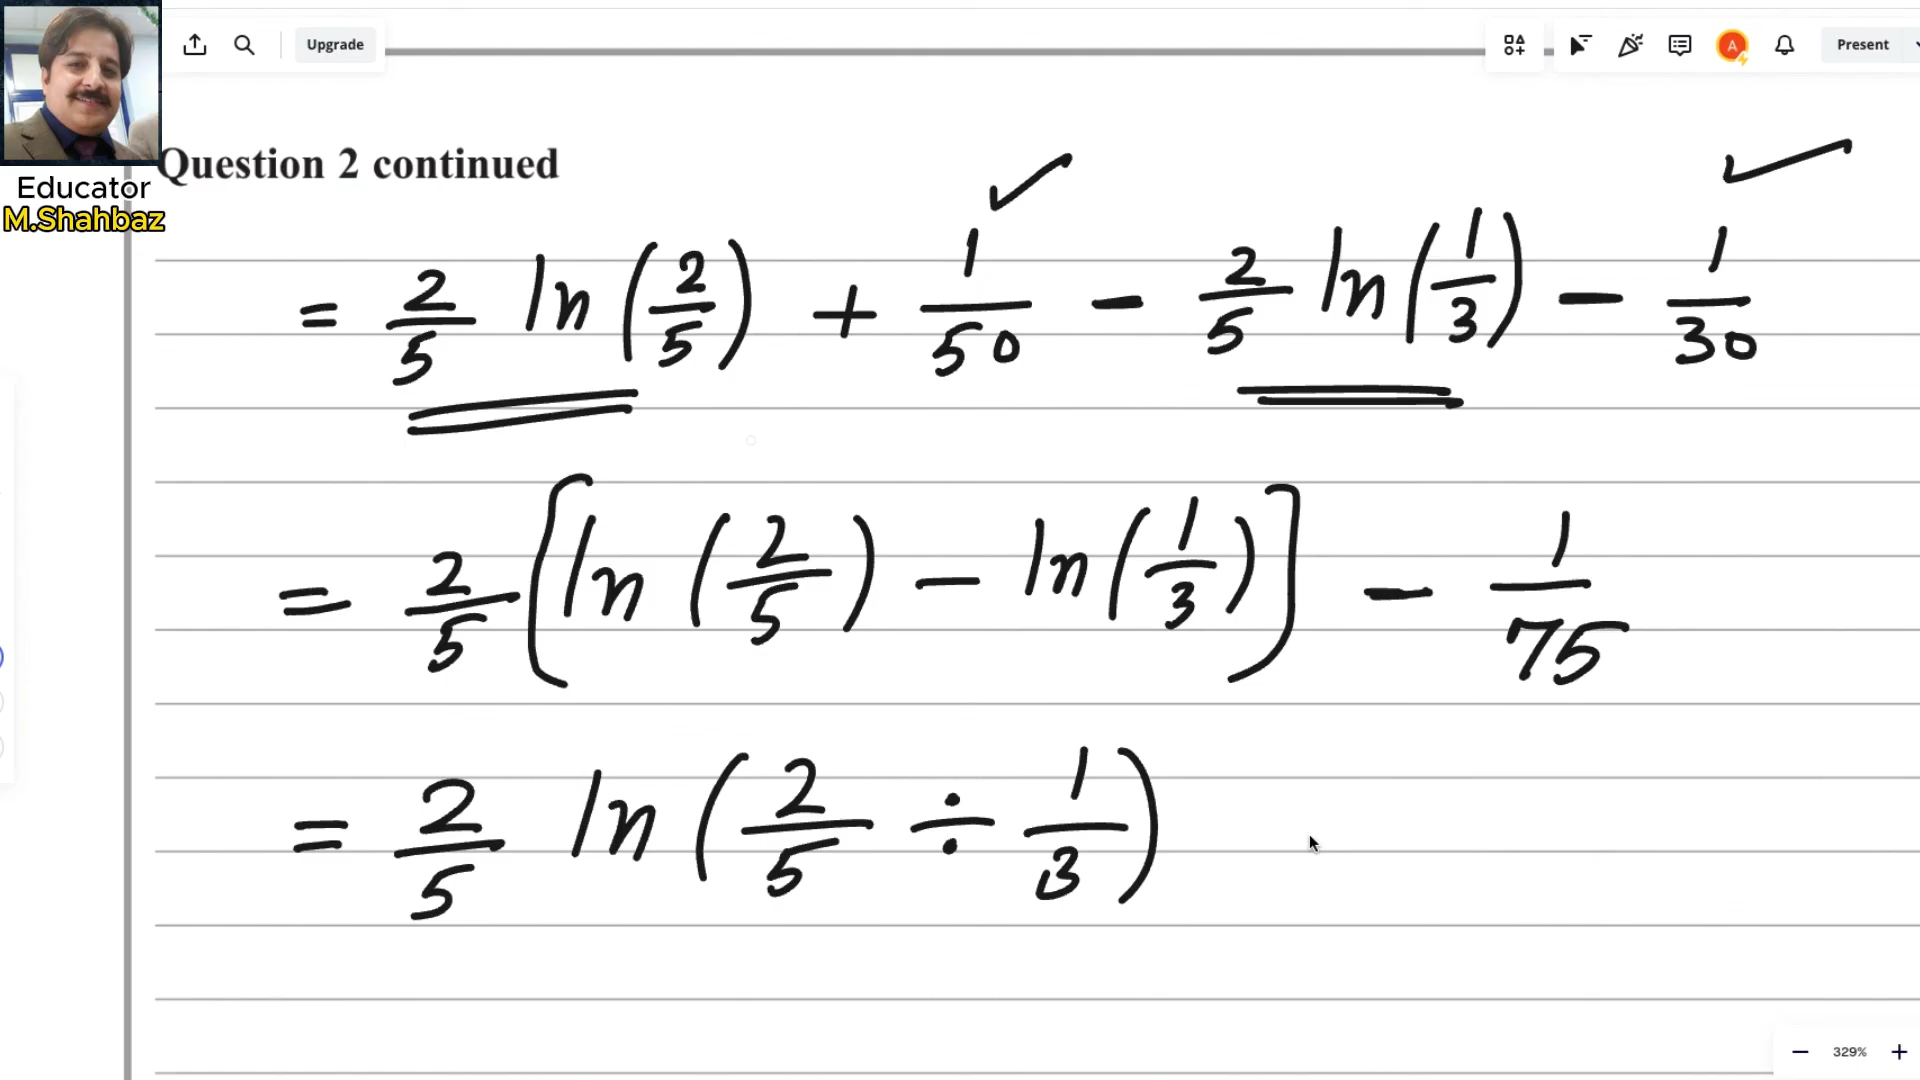 Upgrade
Present
Educator
M.Shahbaz
Question 2 continued
= 2/5 ln(2/5) + 1/50 - 2/5 ln(1/3) - 1/30
= 2/5 [ln(2/5) - ln(1/3)] - 1/75
= 2/5 ln(2/5 ÷ 1/3)
A
329%